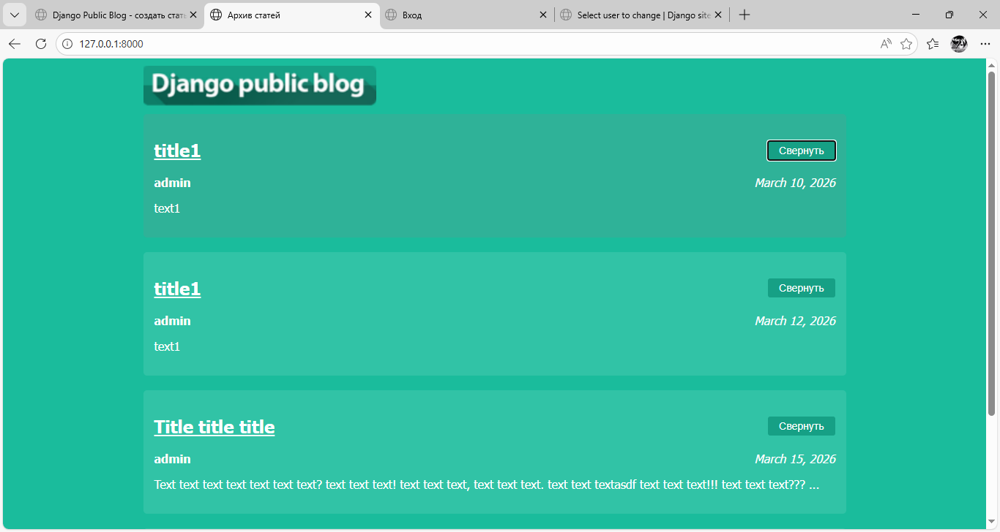 Django Public Blog - создать стать
Архив статей
Вход
Select user to change | Django site
127.0.0.1:8000
Django public blog
title1
Свернуть
admin
March 10, 2026
text1
title1
Свернуть
admin
March 12, 2026
text1
Title title title
Свернуть
admin
March 15, 2026
Text text text text text text text? text text text! text text text, text text text. text text textasdf text text text!!! text text text??? ...